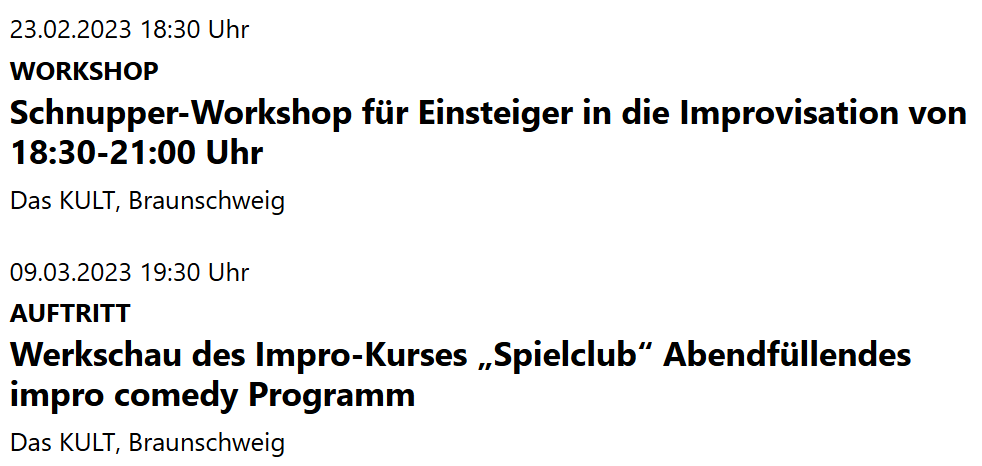 23.02.2023 18:30 Uhr
WORKSHOP
Schnupper-Workshop für Einsteiger in die Improvisation von
18:30-21:00 Uhr
Das KULT, Braunschweig
09.03.2023 19:30 Uhr
AUFTRITT
Werkschau des Impro-Kurses „Spielclub“ Abendfüllendes
impro comedy Programm
Das KULT, Braunschweig